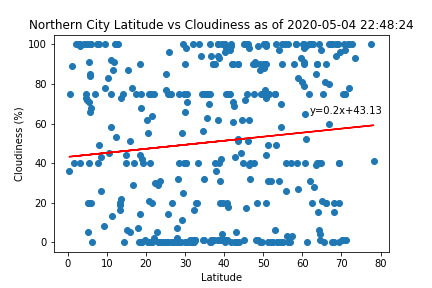 Northern City Latitude vs Cloudiness as of 2020-05-04 22:48:24
100
80
60
40
20
0
Cloudiness (%)
y=0.2x+43.13
0 10 20 30 40 50 60 70 80
Latitude